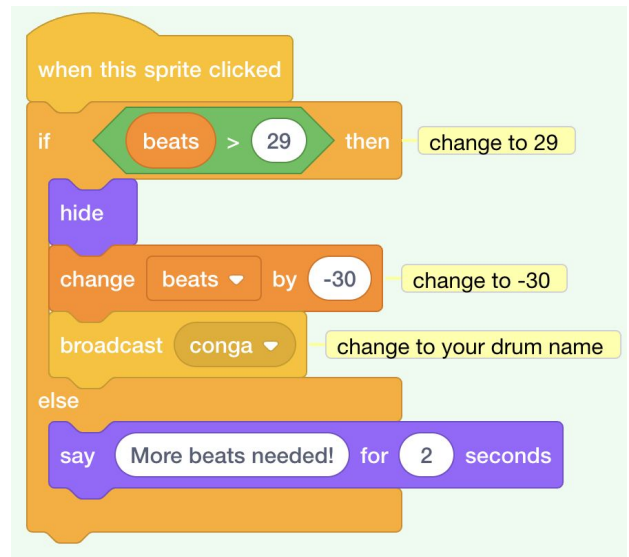 when this sprite clicked
if beats > 29 then change to 29
hide
change beats by -30 change to -30
broadcast conga change to your drum name
else
say More beats needed! for 2 seconds